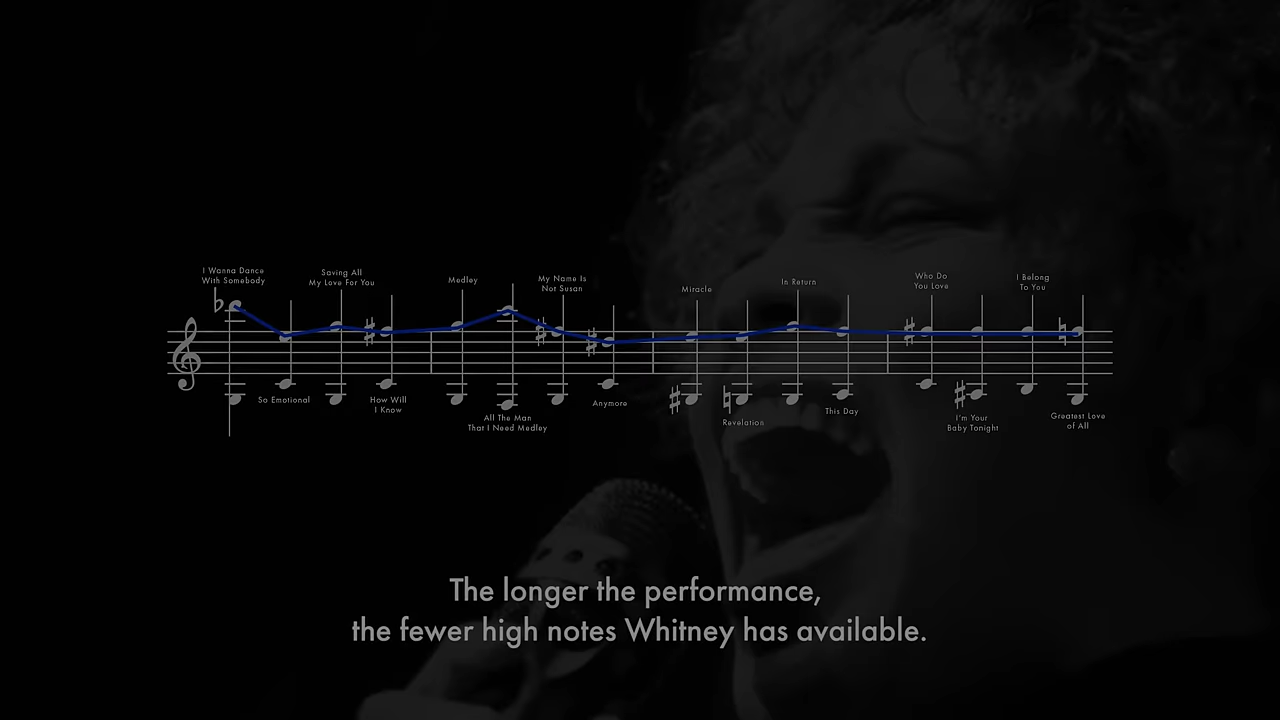 I Wanna Dance
With Somebody
Saving All
My Love For You
Medley
My Name Is
Not Susan
Miracle
In Return
Who Do
You Love
I Belong
To You
So Emotional
How Will
I Know
All The Man
That I Need Medley
Anymore
Revelation
This Day
I'm Your
Baby Tonight
Greatest Love
of All
The longer the performance,
the fewer high notes Whitney has available.